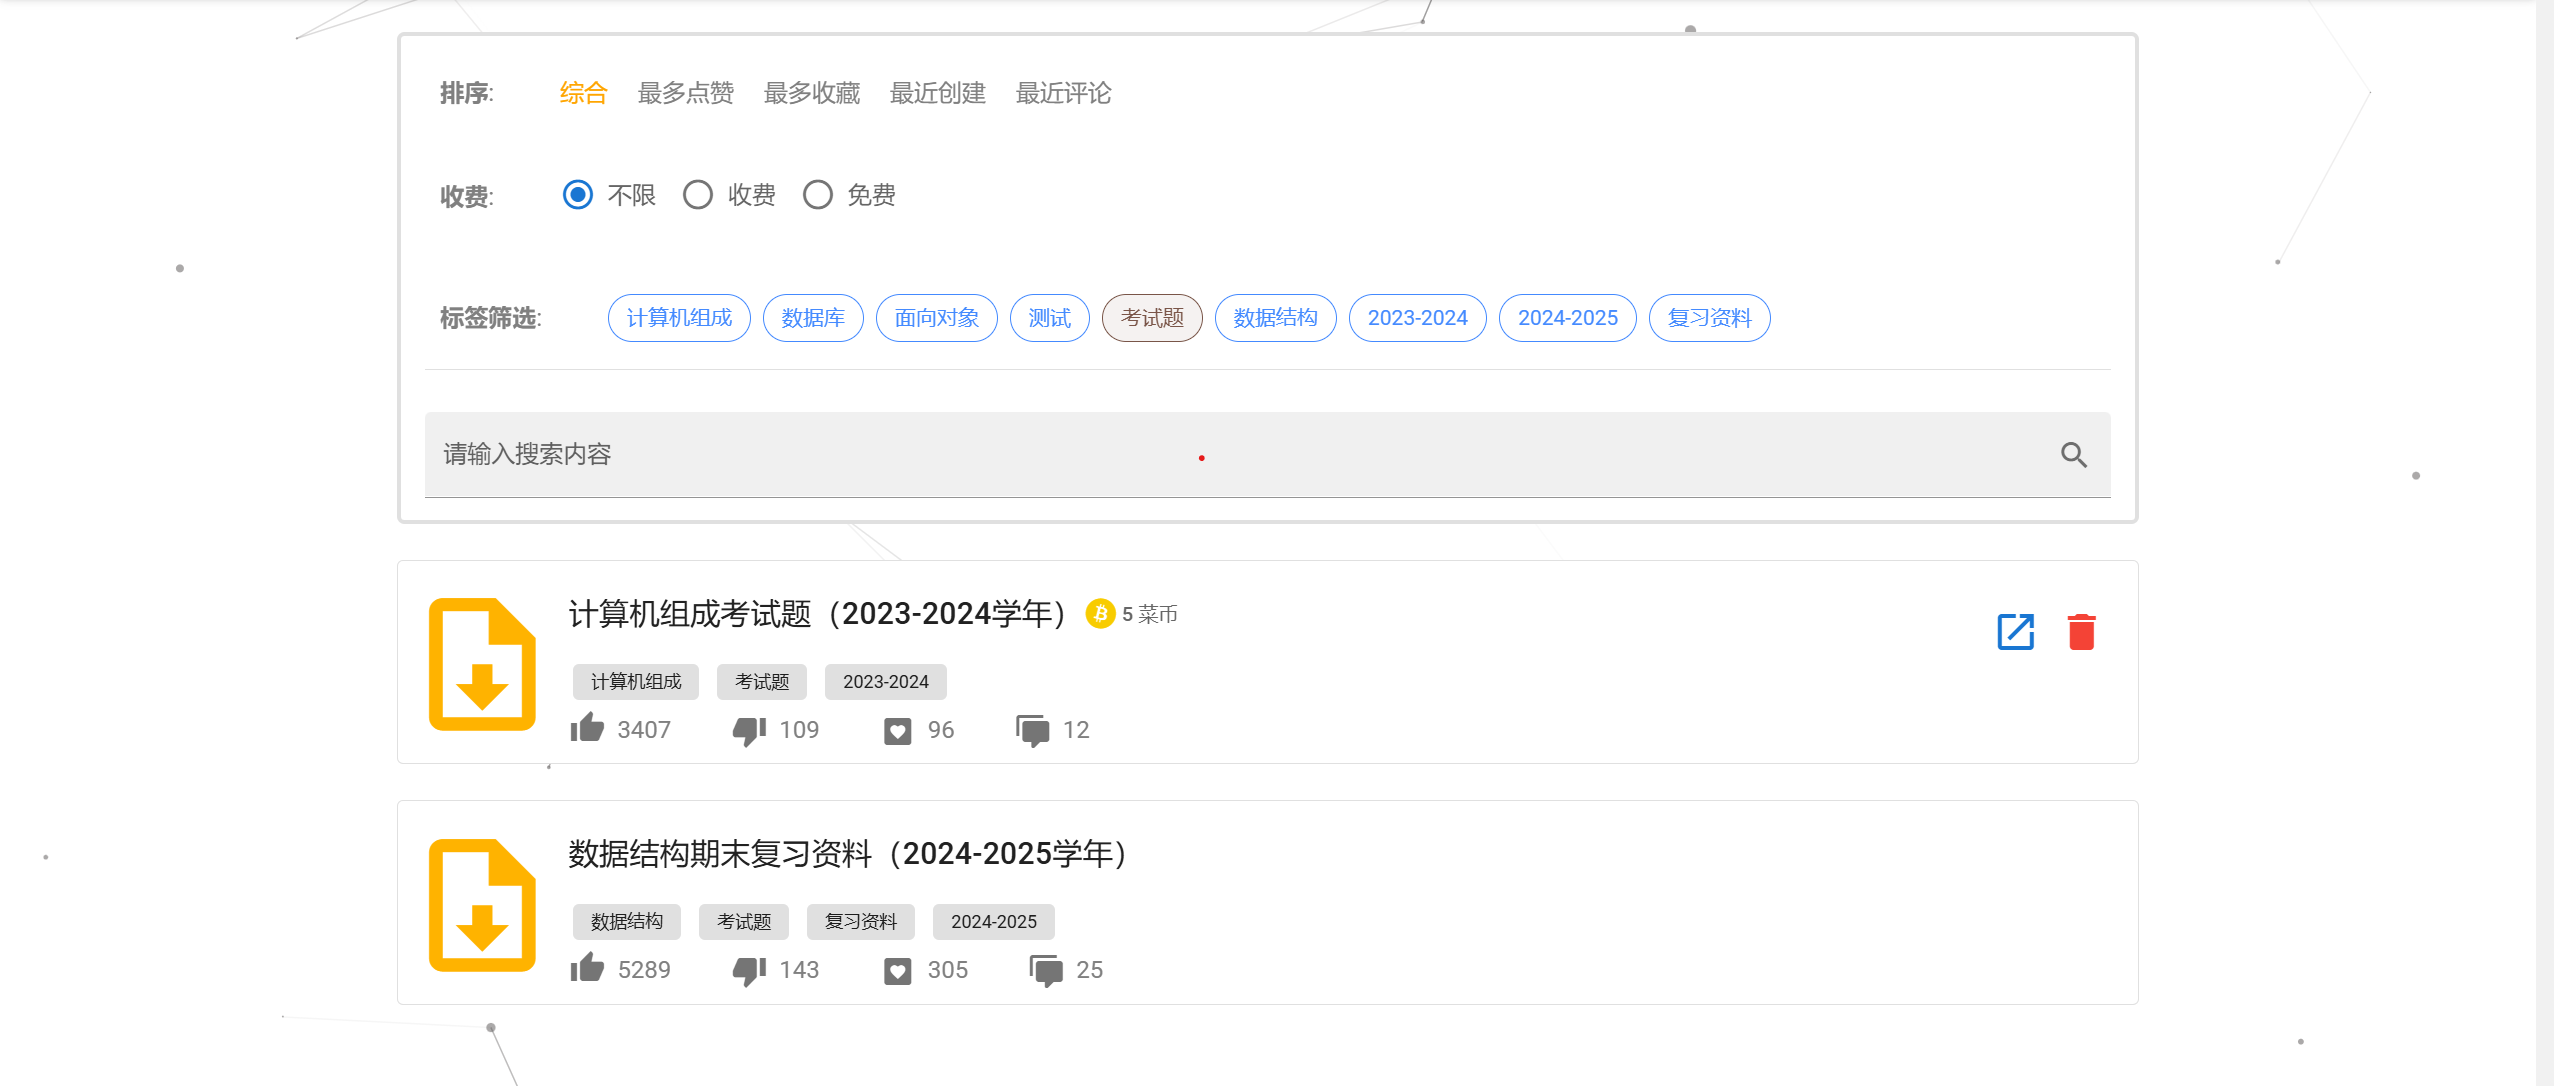 排序: 综合 最多点赞 最多收藏 最近创建 最近评论
收费: 不限 收费 免费
标签筛选: 计算机组成 数据库 面向对象 测试 考试题 数据结构 2023-2024 2024-2025 复习资料
请输入搜索内容
计算机组成考试题（2023-2024学年） 5 菜币
计算机组成 考试题 2023-2024
3407 109 96 12
数据结构期末复习资料（2024-2025学年）
数据结构 考试题 复习资料 2024-2025
5289 143 305 25